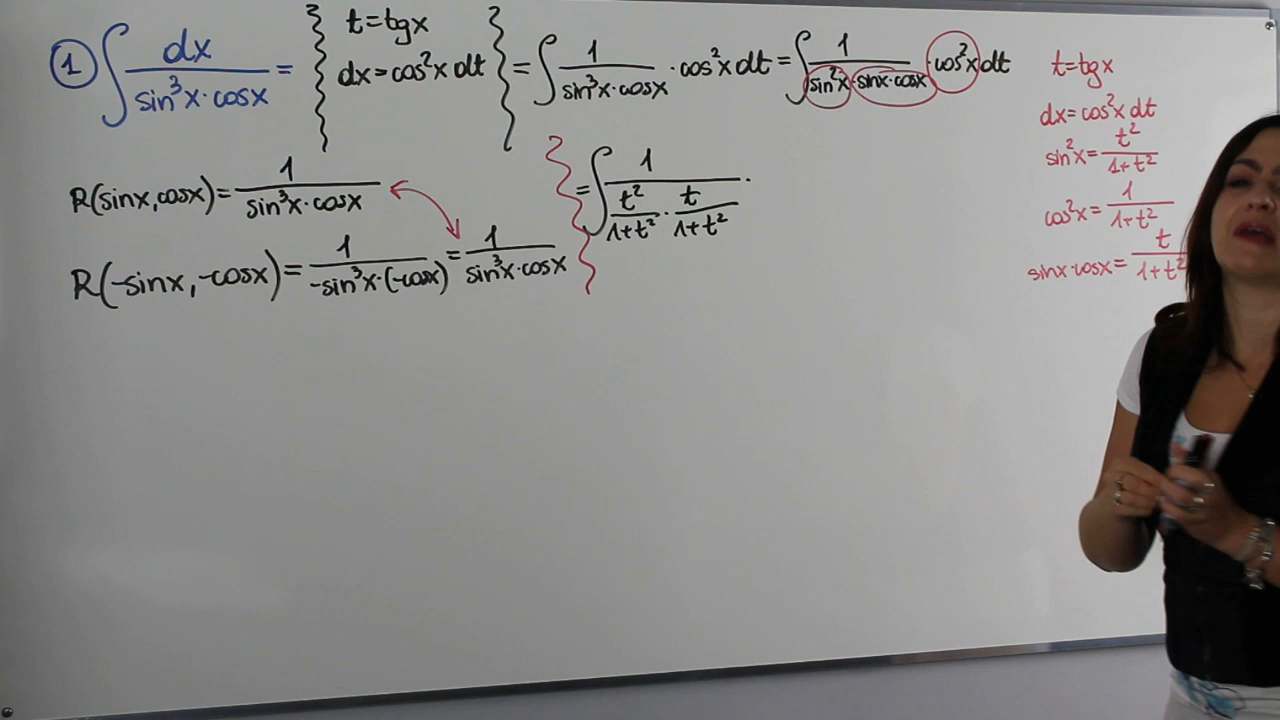 ① ∫ dx / (sin³x·cosx) = { t=tgx
dx=cos²x dt } = ∫ 1 / (sin³x·cosx) · cos²x dt = ∫ 1 / (sin²x·sinx·cosx) · cos²x dt
R(sinx,cosx) = 1 / (sin³x·cosx)
R(-sinx,-cosx) = 1 / (-sin³x·(-cosx)) = 1 / (sin³x·cosx)
= ∫ 1 / (t²/(1+t²) · t/(1+t²)) ·
t=tgx
dx=cos²x dt
sin²x = t²/(1+t²)
cos²x = 1/(1+t²)
sinx·cosx = t/(1+t²)